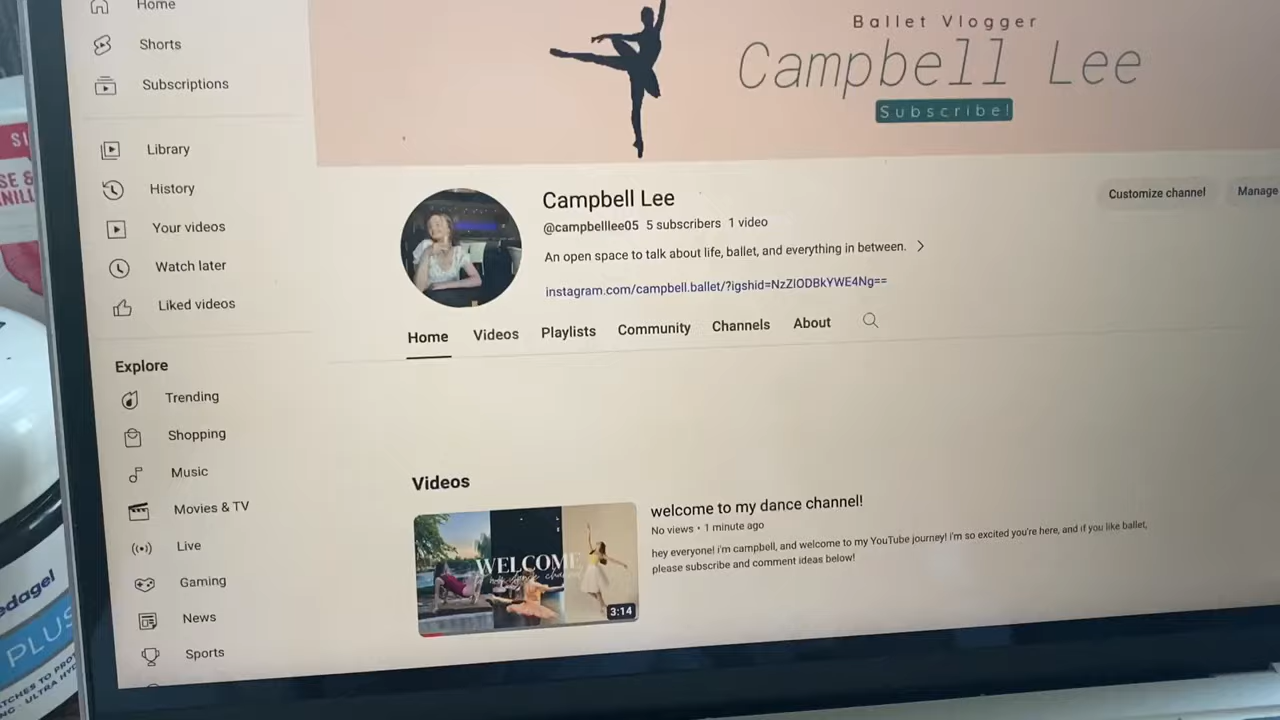 Home
Shorts
Subscriptions
Library
History
Your videos
Watch later
Liked videos
Explore
Trending
Shopping
Music
Movies & TV
Live
Gaming
News
Sports
Ballet Vlogger
Campbell Lee
Subscribe!
Campbell Lee
@campbelllee05 5 subscribers 1 video
Customize channel
Manage
An open space to talk about life, ballet, and everything in between.
instagram.com/campbell.ballet/?igshid=NzZlODBkYWE4Ng==
Home Videos Playlists Community Channels About
Videos
WELCOME
my dance channel
3:14
welcome to my dance channel!
No views • 1 minute ago
hey everyone! i'm campbell, and welcome to my YouTube journey! i'm so excited you're here, and if you like ballet,
please subscribe and comment ideas below!
PLUS